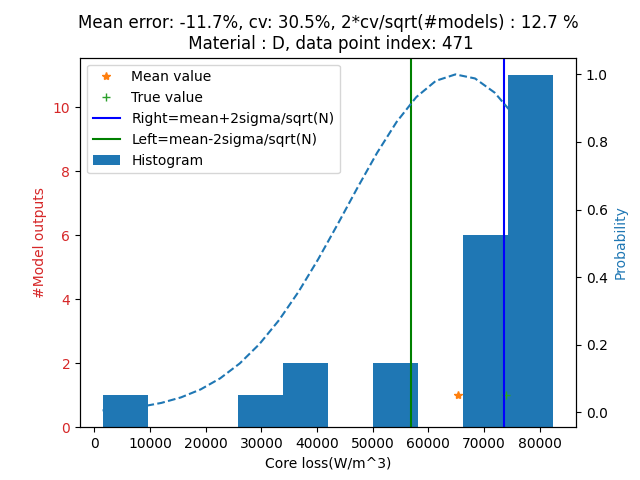 Mean error: -11.7%, cv: 30.5%, 2*cv/sqrt(#models) : 12.7 %
Material : D, data point index: 471
Mean value
True value
Right=mean+2sigma/sqrt(N)
Left=mean-2sigma/sqrt(N)
Histogram
#Model outputs
10
8
6
4
2
0
1.0
0.8
0.6
0.4
0.2
0.0
Probability
0 10000 20000 30000 40000 50000 60000 70000 80000
Core loss(W/m^3)